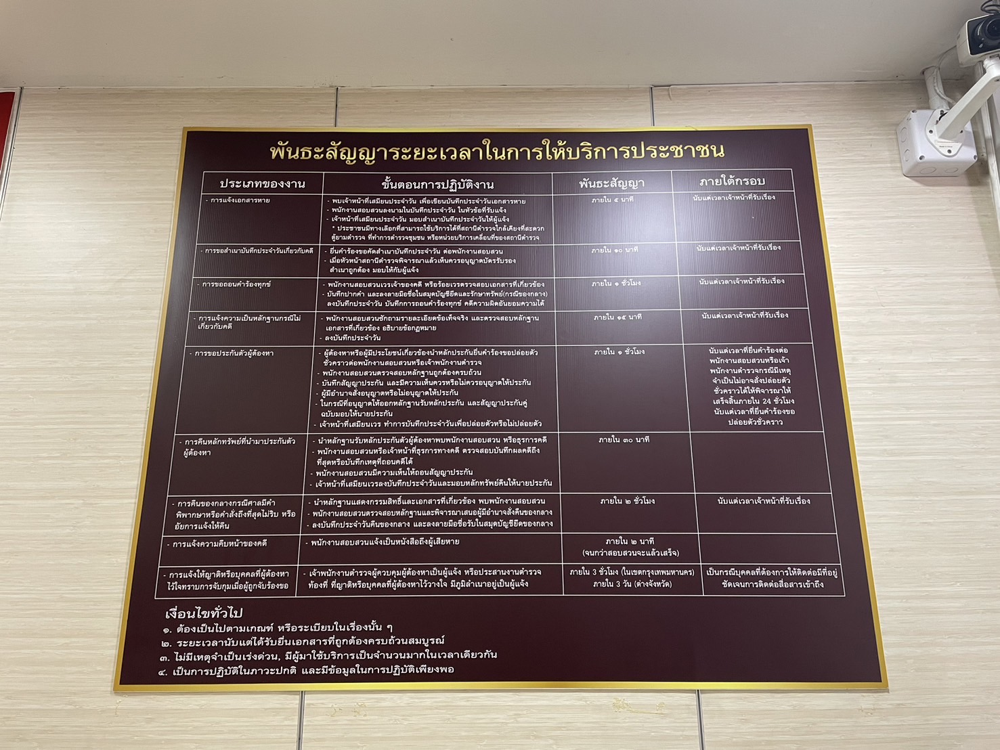 พันธะสัญญาระยะเวลาในการให้บริการประชาชน
ประเภทของงาน
ขั้นตอนการปฏิบัติงาน
พันธะสัญญา
ภายใต้กรอบ
- การแจ้งเอกสารหาย
- พบเจ้าหน้าที่เสมียนประจำวัน เพื่อเขียนบันทึกประจำวันเอกสารหาย
- พนักงานสอบสวนลงนามในบันทึกประจำวัน ในหัวข้อที่รับแจ้ง
- เจ้าหน้าที่เสมียนประจำวัน มอบสำเนาบันทึกประจำวันให้ผู้แจ้ง
* ประชาชนมีทางเลือกที่สามารถใช้บริการได้ที่สถานีตำรวจใกล้เคียงที่สะดวก
ตู้ยามตำรวจ ที่ทำการตำรวจชุมชน หรือหน่วยบริการเคลื่อนที่ของสถานีตำรวจ
ภายใน ๕ นาที
นับแต่เวลาเจ้าหน้าที่รับเรื่อง
- การขอสำเนาบันทึกประจำวันเกี่ยวกับคดี
- ยื่นคำร้องขอคัดสำเนาบันทึกประจำวัน ต่อพนักงานสอบสวน
- เมื่อหัวหน้าสถานีตำรวจพิจารณาแล้วเห็นควรอนุญาตบัตรรับรอง
สำเนาถูกต้อง มอบให้กับผู้แจ้ง
ภายใน ๑๐ นาที
นับแต่เวลาเจ้าหน้าที่รับเรื่อง
- การขอถอนคำร้องทุกข์
- พนักงานสอบสวนเวรเจ้าของคดี หรือร้อยเวรตรวจสอบเอกสารที่เกี่ยวข้อง
- บันทึกปากคำ และลงลายมือชื่อในสมุดบัญชียึดและรักษาทรัพย์(กรณีของกลาง)
ลงบันทึกประจำวัน บันทึกการถอนคำร้องทุกข์ คดีความผิดอันยอมความได้
ภายใน ๑ ชั่วโมง
นับแต่เวลาเจ้าหน้าที่รับเรื่อง
- การแจ้งความเป็นหลักฐานกรณีไม่
เกี่ยวกับคดี
- พนักงานสอบสวนซักถามรายละเอียดข้อเท็จจริง และตรวจสอบหลักฐาน
เอกสารที่เกี่ยวข้อง อธิบายข้อกฎหมาย
- ลงบันทึกประจำวัน
ภายใน ๑๕ นาที
นับแต่เวลาเจ้าหน้าที่รับเรื่อง
- การขอประกันตัวผู้ต้องหา
- ผู้ต้องหาหรือผู้มีประโยชน์เกี่ยวข้องนำหลักประกันยื่นคำร้องขอปล่อยตัว
ชั่วคราวต่อพนักงานสอบสวนหรือเจ้าพนักงานตำรวจ
- พนักงานสอบสวนตรวจสอบหลักฐานถูกต้องครบถ้วน
- บันทึกสัญญาประกัน และมีความเห็นควรหรือไม่ควรอนุญาตให้ประกัน
- ผู้มีอำนาจสั่งอนุญาตหรือไม่อนุญาตให้ประกัน
- ในกรณีที่อนุญาตให้ออกหลักฐานรับหลักประกัน และสัญญาประกันคู่
ฉบับมอบให้นายประกัน
- เจ้าหน้าที่เสมียนเวร ทำการบันทึกประจำวันเพื่อปล่อยตัวหรือไม่ปล่อยตัว
ภายใน ๑ ชั่วโมง
นับแต่เวลาที่ยื่นคำร้องต่อ
พนักงานสอบสวนหรือเจ้า
พนักงานตำรวจกรณีมีเหตุ
จำเป็นไม่อาจสั่งปล่อยตัว
ชั่วคราวได้ให้พิจารณาให้
เสร็จสิ้นภายใน 24 ชั่วโมง
นับแต่เวลาที่ยื่นคำร้องขอ
ปล่อยตัวชั่วคราว
- การคืนหลักทรัพย์ที่นำมาประกันตัว
ผู้ต้องหา
- นำหลักฐานรับหลักประกันตัวผู้ต้องหาพบพนักงานสอบสวน หรือธุรการคดี
- พนักงานสอบสวนหรือเจ้าหน้าที่ธุรการทางคดี ตรวจสอบบันทึกผลคดีถึง
ที่สุดหรือบันทึกเหตุที่ถอนคดีได้
- พนักงานสอบสวนมีความเห็นให้ถอนสัญญาประกัน
- เจ้าหน้าที่เสมียนเวรลงบันทึกประจำวันและมอบหลักทรัพย์คืนให้นายประกัน
ภายใน ๓๐ นาที
- การคืนของกลางกรณีศาลมีคำ
พิพากษาหรือคำสั่งถึงที่สุดไม่ริบ หรือ
อัยการแจ้งให้คืน
- นำหลักฐานแสดงกรรมสิทธิ์และเอกสารที่เกี่ยวข้อง พบพนักงานสอบสวน
- พนักงานสอบสวนตรวจสอบหลักฐานและพิจารณาเสนอผู้มีอำนาจสั่งคืนของกลาง
- ลงบันทึกประจำวันคืนของกลาง และลงลายมือชื่อรับในสมุดบัญชียึดของกลาง
ภายใน ๒ ชั่วโมง
นับแต่เวลาเจ้าหน้าที่รับเรื่อง
- การแจ้งความคืบหน้าของคดี
- พนักงานสอบสวนแจ้งเป็นหนังสือถึงผู้เสียหาย
ภายใน ๒ นาที
(จนกว่าสอบสวนจะแล้วเสร็จ)
- การแจ้งให้ญาติหรือบุคคลที่ผู้ต้องหา
ไว้ใจทราบการจับกุมเมื่อผู้ถูกจับร้องขอ
- เจ้าพนักงานตำรวจผู้ควบคุมผู้ต้องหาเป็นผู้แจ้ง หรือประสานงานตำรวจ
ท้องที่ ที่ญาติหรือบุคคลที่ผู้ต้องหาไว้วางใจ มีภูมิลำเนาอยู่เป็นผู้แจ้ง
ภายใน 3 ชั่วโมง (ในเขตกรุงเทพมหานคร)
ภายใน 3 วัน (ต่างจังหวัด)
เป็นกรณีบุคคลที่ต้องการให้ติดต่อมีที่อยู่
ชัดเจนการติดต่อสื่อสารเข้าถึง
เงื่อนไขทั่วไป
๑. ต้องเป็นไปตามเกณฑ์ หรือระเบียบในเรื่องนั้น ๆ
๒. ระยะเวลานับแต่ได้รับยื่นเอกสารที่ถูกต้องครบถ้วนสมบูรณ์
๓. ไม่มีเหตุจำเป็นเร่งด่วน, มีผู้มาใช้บริการเป็นจำนวนมากในเวลาเดียวกัน
๔. เป็นการปฏิบัติในภาวะปกติ และมีข้อมูลในการปฏิบัติเพียงพอ